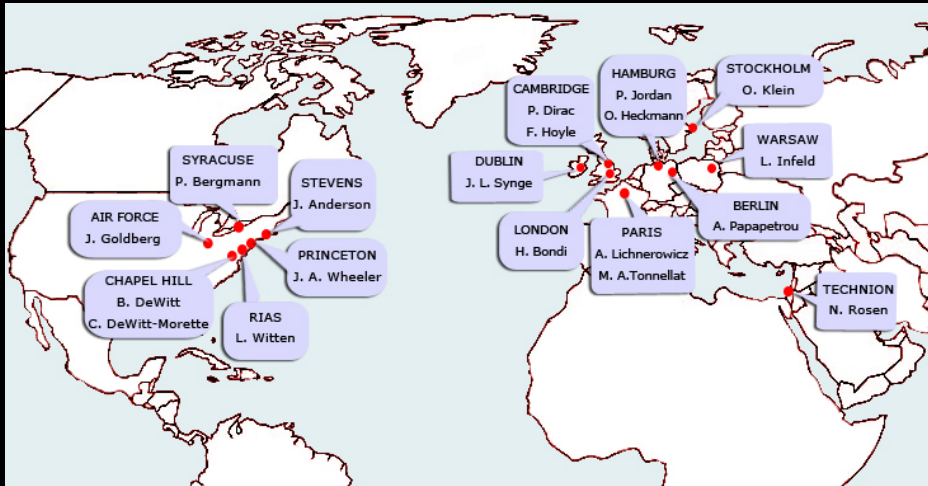 SYRACUSE
P. Bergmann
STEVENS
J. Anderson
AIR FORCE
J. Goldberg
PRINCETON
J. A. Wheeler
CHAPEL HILL
B. DeWitt
C. DeWitt-Morette
RIAS
L. Witten
CAMBRIDGE
P. Dirac
F. Hoyle
HAMBURG
P. Jordan
O. Heckmann
STOCKHOLM
O. Klein
DUBLIN
J. L. Synge
WARSAW
L. Infeld
LONDON
H. Bondi
PARIS
A. Lichnerowicz
M. A.Tonnellat
BERLIN
A. Papapetrou
TECHNION
N. Rosen